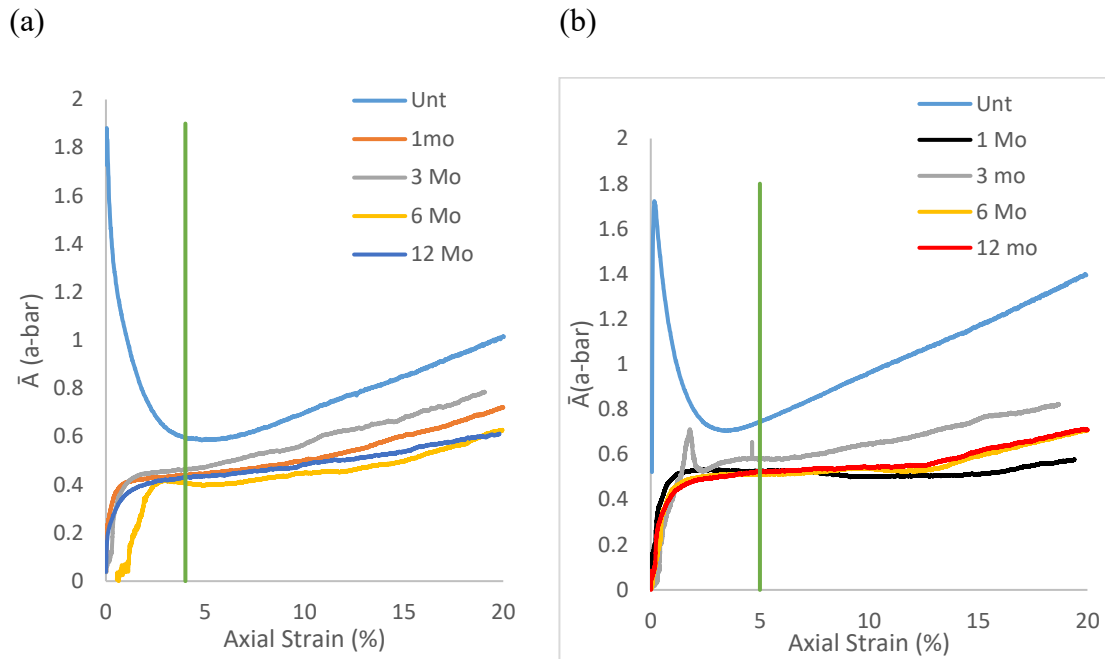 (a)
(b)
Unt
1mo
3 Mo
6 Mo
12 Mo
2
1.8
1.6
1.4
1.2
1
0.8
0.6
0.4
0.2
0
Ā (a-bar)
0 5 10 15 20
Axial Strain (%)
Unt
1 Mo
3 mo
6 Mo
12 mo
2
1.8
1.6
1.4
1.2
1
0.8
0.6
0.4
0.2
0
Ā(a-bar)
0 5 10 15 20
Axial Strain (%)